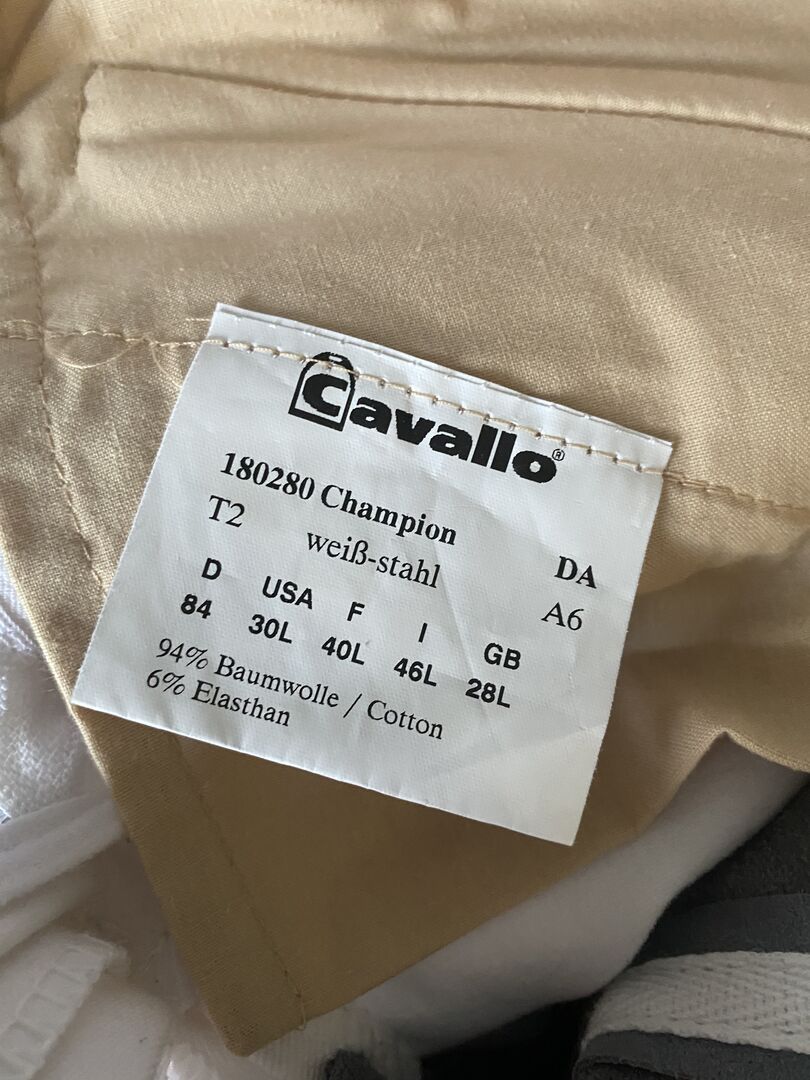 Cavallo®
180280 Champion
T2 weiß-stahl DA
A6
D USA F I GB
84 30L 40L 46L 28L
94% Baumwolle / Cotton
6% Elasthan